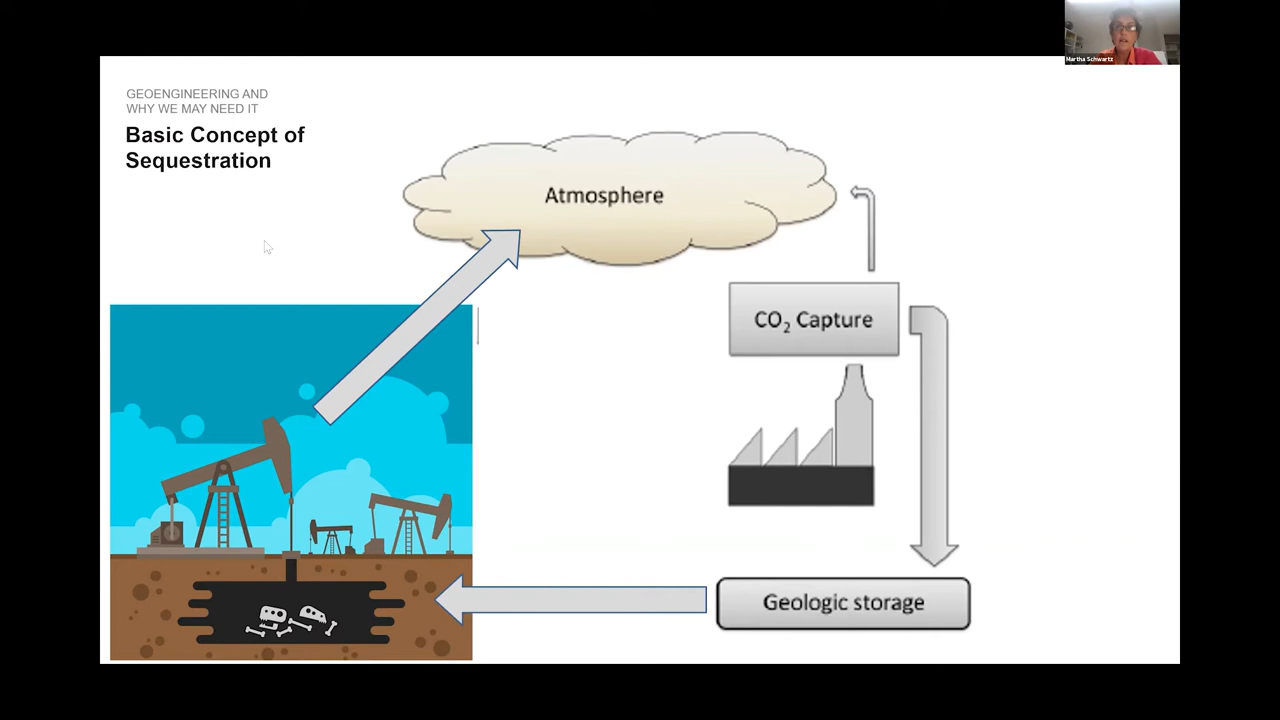 Martha Schwartz
GEOENGINEERING AND
WHY WE MAY NEED IT
Basic Concept of
Sequestration
Atmosphere
CO₂ Capture
Geologic storage